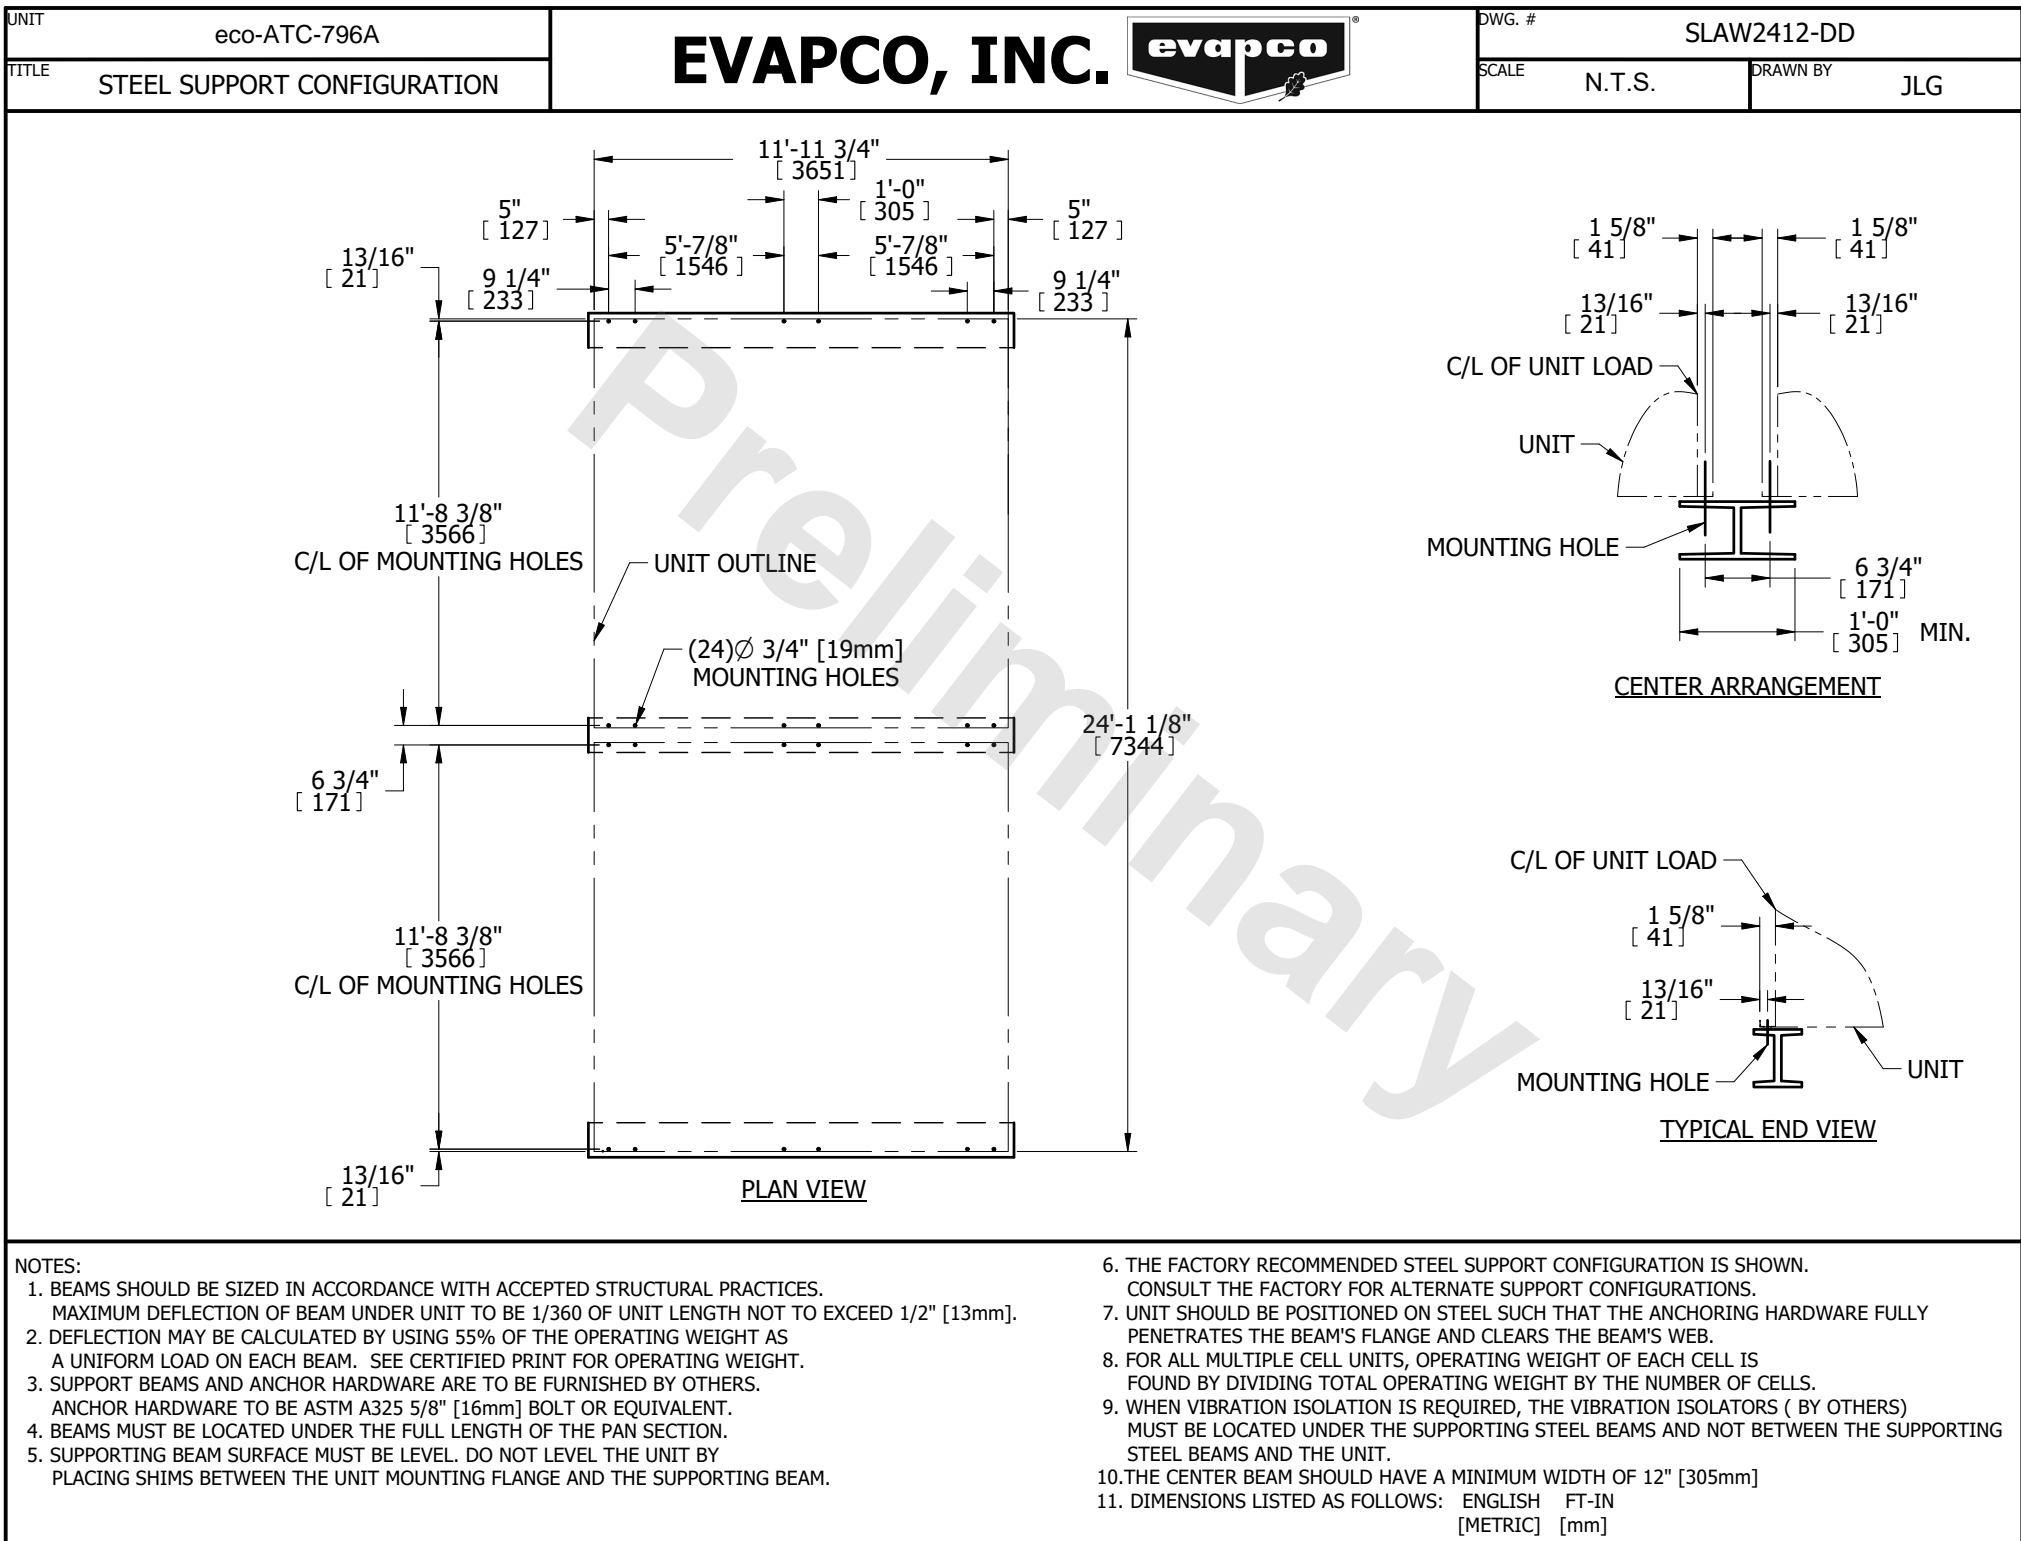 UNIT
eco-ATC-796A
TITLE
STEEL SUPPORT CONFIGURATION
EVAPCO, INC.
evapco
®
DWG. #
SLAW2412-DD
SCALE
N.T.S.
DRAWN BY
JLG
11'-11 3/4"
[ 3651 ]
1'-0"
[ 305 ]
5"
[ 127 ]
5"
[ 127 ]
5'-7/8"
[ 1546 ]
5'-7/8"
[ 1546 ]
13/16"
[ 21 ]
9 1/4"
[ 233 ]
9 1/4"
[ 233 ]
11'-8 3/8"
[ 3566 ]
C/L OF MOUNTING HOLES
UNIT OUTLINE
(24)∅ 3/4" [19mm]
MOUNTING HOLES
24'-1 1/8"
[ 7344 ]
6 3/4"
[ 171 ]
11'-8 3/8"
[ 3566 ]
C/L OF MOUNTING HOLES
13/16"
[ 21 ]
PLAN VIEW
Preliminary
1 5/8"
[ 41 ]
1 5/8"
[ 41 ]
13/16"
[ 21 ]
13/16"
[ 21 ]
C/L OF UNIT LOAD
UNIT
MOUNTING HOLE
6 3/4"
[ 171 ]
1'-0"
[ 305 ] MIN.
CENTER ARRANGEMENT
C/L OF UNIT LOAD
1 5/8"
[ 41 ]
13/16"
[ 21 ]
MOUNTING HOLE
UNIT
TYPICAL END VIEW
NOTES:
1. BEAMS SHOULD BE SIZED IN ACCORDANCE WITH ACCEPTED STRUCTURAL PRACTICES.
MAXIMUM DEFLECTION OF BEAM UNDER UNIT TO BE 1/360 OF UNIT LENGTH NOT TO EXCEED 1/2" [13mm].
2. DEFLECTION MAY BE CALCULATED BY USING 55% OF THE OPERATING WEIGHT AS
A UNIFORM LOAD ON EACH BEAM. SEE CERTIFIED PRINT FOR OPERATING WEIGHT.
3. SUPPORT BEAMS AND ANCHOR HARDWARE ARE TO BE FURNISHED BY OTHERS.
ANCHOR HARDWARE TO BE ASTM A325 5/8" [16mm] BOLT OR EQUIVALENT.
4. BEAMS MUST BE LOCATED UNDER THE FULL LENGTH OF THE PAN SECTION.
5. SUPPORTING BEAM SURFACE MUST BE LEVEL. DO NOT LEVEL THE UNIT BY
PLACING SHIMS BETWEEN THE UNIT MOUNTING FLANGE AND THE SUPPORTING BEAM.
6. THE FACTORY RECOMMENDED STEEL SUPPORT CONFIGURATION IS SHOWN.
CONSULT THE FACTORY FOR ALTERNATE SUPPORT CONFIGURATIONS.
7. UNIT SHOULD BE POSITIONED ON STEEL SUCH THAT THE ANCHORING HARDWARE FULLY
PENETRATES THE BEAM'S FLANGE AND CLEARS THE BEAM'S WEB.
8. FOR ALL MULTIPLE CELL UNITS, OPERATING WEIGHT OF EACH CELL IS
FOUND BY DIVIDING TOTAL OPERATING WEIGHT BY THE NUMBER OF CELLS.
9. WHEN VIBRATION ISOLATION IS REQUIRED, THE VIBRATION ISOLATORS ( BY OTHERS)
MUST BE LOCATED UNDER THE SUPPORTING STEEL BEAMS AND NOT BETWEEN THE SUPPORTING
STEEL BEAMS AND THE UNIT.
10.THE CENTER BEAM SHOULD HAVE A MINIMUM WIDTH OF 12" [305mm]
11. DIMENSIONS LISTED AS FOLLOWS: ENGLISH FT-IN
[METRIC] [mm]